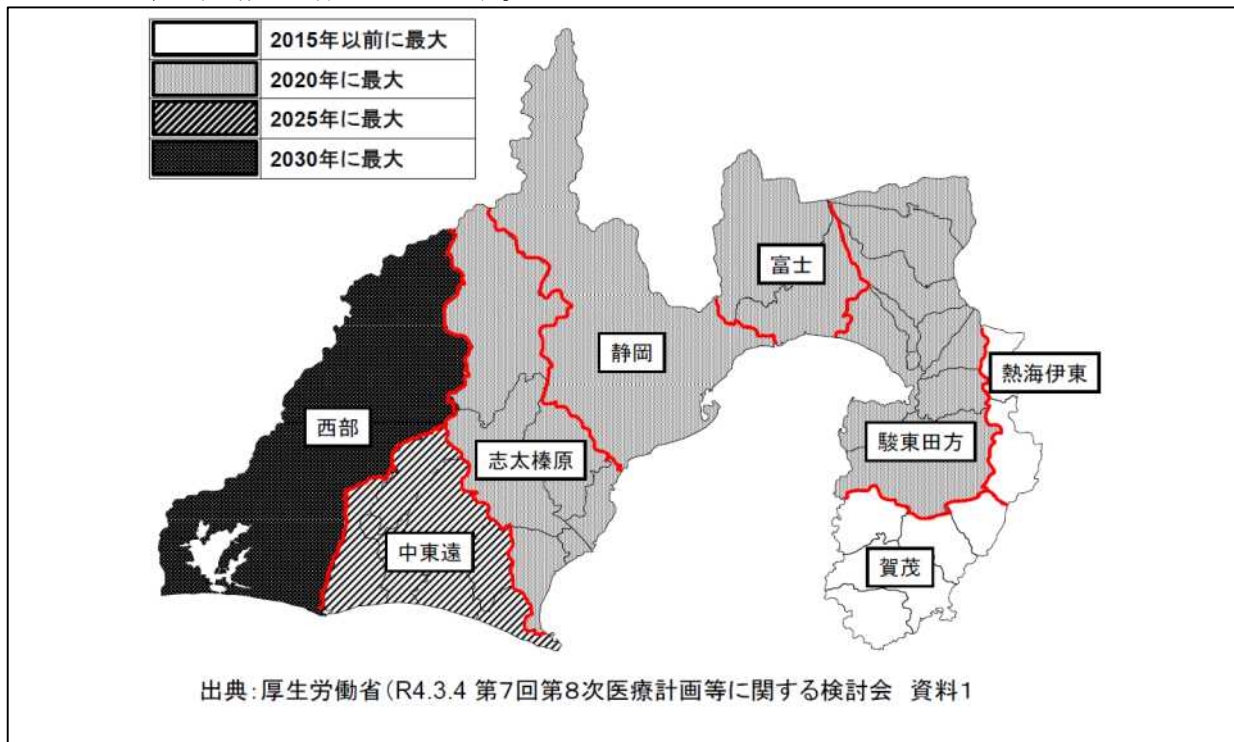 2015年以前に最大
2020年に最大
2025年に最大
2030年に最大
富士
静岡
熱海伊東
西部
駿東田方
志太榛原
中東遠
賀茂
出典:厚生労働省(R4.3.4 第7回第8次医療計画等に関する検討会 資料1